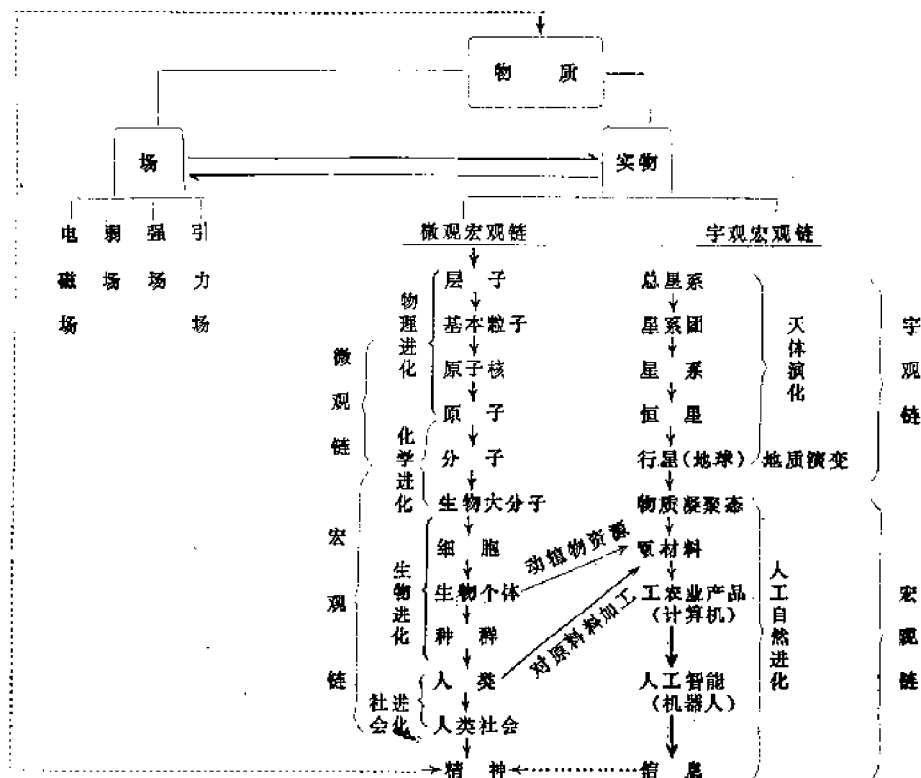 物 质
场
实物
电磁场
弱场
强场
引力场
微观宏观链
宇观宏观链
层 子
基本粒子
原子核
原 子
分 子
生物大分子
细 胞
生物个体
种 群
人 类
人类社会
精 神
物理进化
化学进化
生物进化
社会进化
微观链
宏观链
总星系
星系团
星 系
恒 星
行星(地球)
地质演变
物质凝聚态
原材料
工农业产品
(计算机)
人工智能
(机器人)
信 息
动植物资源
对原料料加工
天体演化
人工自然进化
宇观链
宏观链